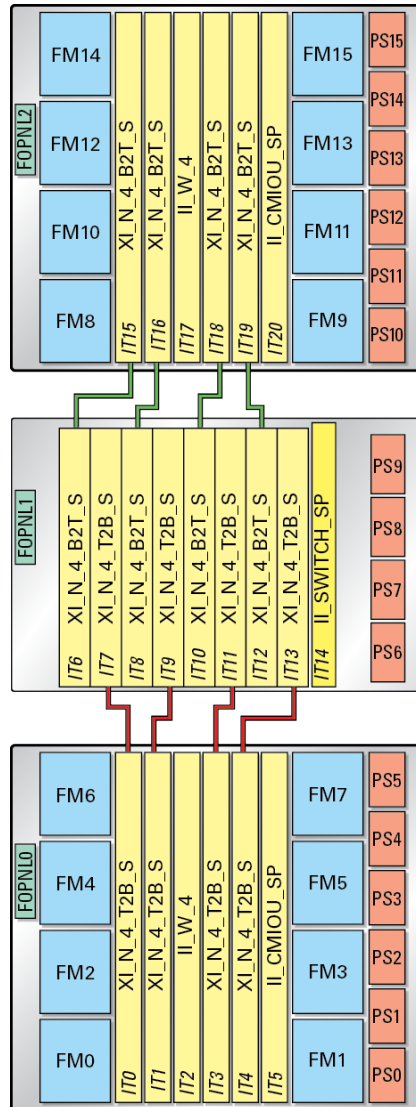 FOPNL2
FM14
FM12
FM10
FM8
IT15 XI_N_4_B2T_S
IT16 XI_N_4_B2T_S
IT17 II_W_4
IT18 XI_N_4_B2T_S
IT19 XI_N_4_B2T_S
IT20 II_CMIOU_SP
FM15
FM13
FM11
FM9
PS15
PS14
PS13
PS12
PS11
PS10
FOPNL1
IT6 XI_N_4_B2T_S
IT7 XI_N_4_T2B_S
IT8 XI_N_4_B2T_S
IT9 XI_N_4_T2B_S
IT10 XI_N_4_B2T_S
IT11 XI_N_4_T2B_S
IT12 XI_N_4_B2T_S
IT13 XI_N_4_T2B_S
IT14 II_SWITCH_SP
PS9
PS8
PS7
PS6
FOPNL0
FM6
FM4
FM2
FM0
IT0 XI_N_4_T2B_S
IT1 XI_N_4_T2B_S
IT2 II_W_4
IT3 XI_N_4_T2B_S
IT4 XI_N_4_T2B_S
IT5 II_CMIOU_SP
FM7
FM5
FM3
FM1
PS5
PS4
PS3
PS2
PS1
PS0